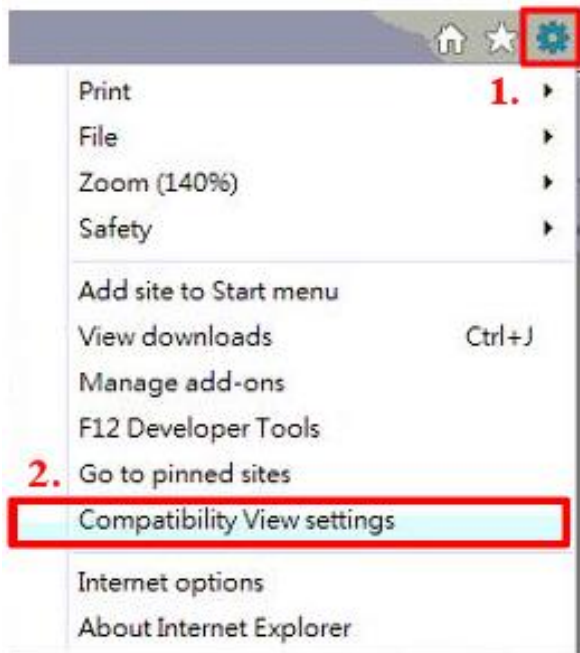 Print
1.
File
Zoom (140%)
Safety
Add site to Start menu
View downloads Ctrl+J
Manage add-ons
F12 Developer Tools
2. Go to pinned sites
Compatibility View settings
Internet options
About Internet Explorer